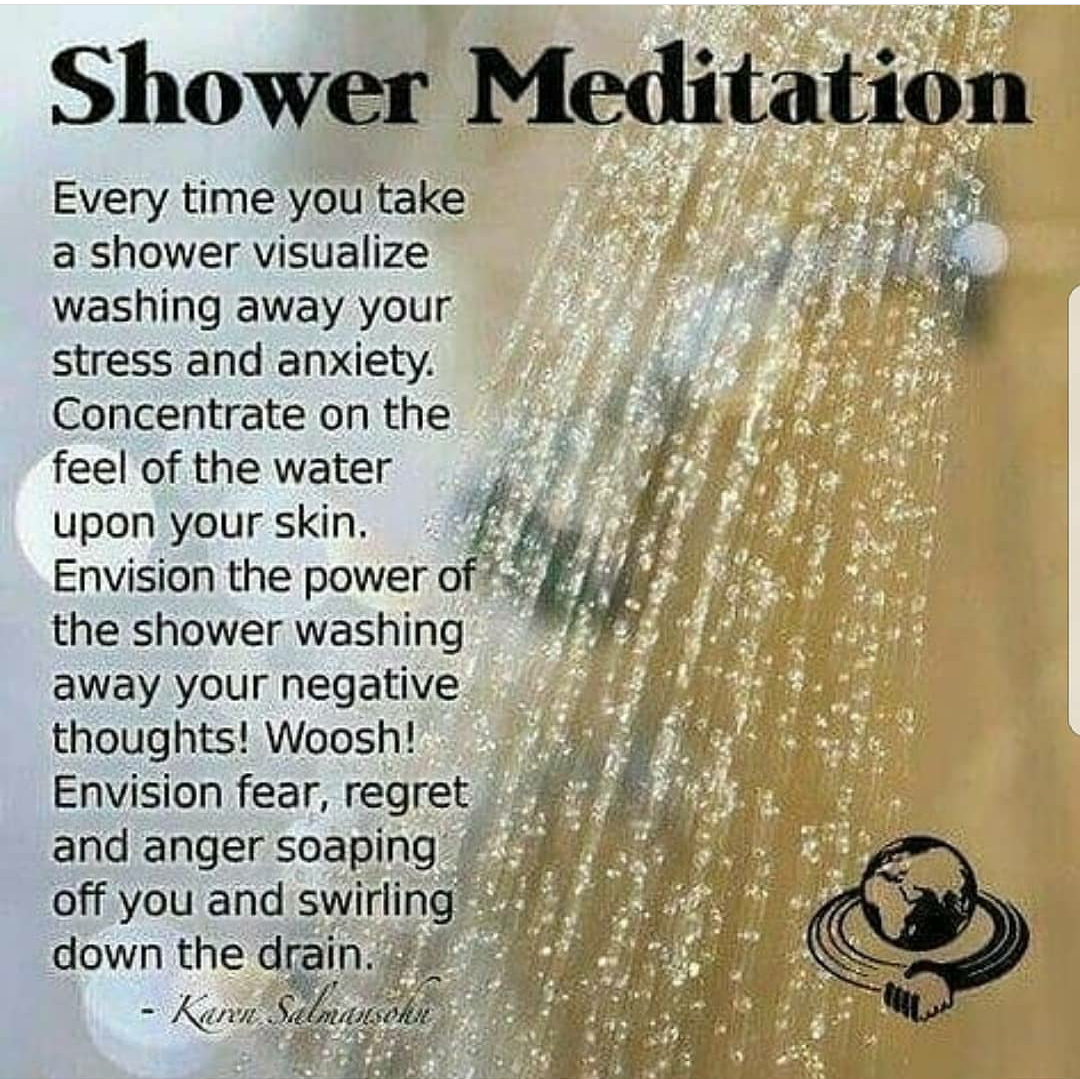 Shower Meditation
Every time you take
a shower visualize
washing away your
stress and anxiety.
Concentrate on the
feel of the water
upon your skin.
Envision the power of
the shower washing
away your negative
thoughts! Woosh!
Envision fear, regret
and anger soaping
off you and swirling
down the drain.
- Karen Salmansohn